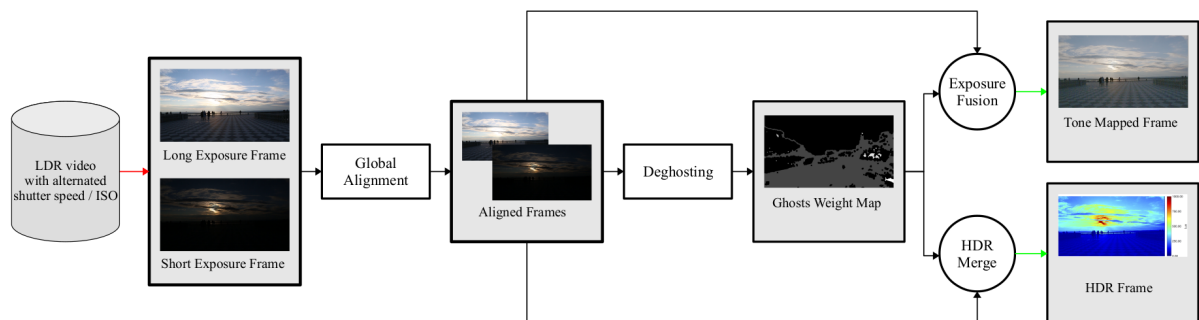 LDR video
with alternated
shutter speed / ISO
Long Exposure Frame
Short Exposure Frame
Global
Alignment
Aligned Frames
Deghosting
Ghosts Weight Map
Exposure
Fusion
HDR
Merge
Tone Mapped Frame
HDR Frame